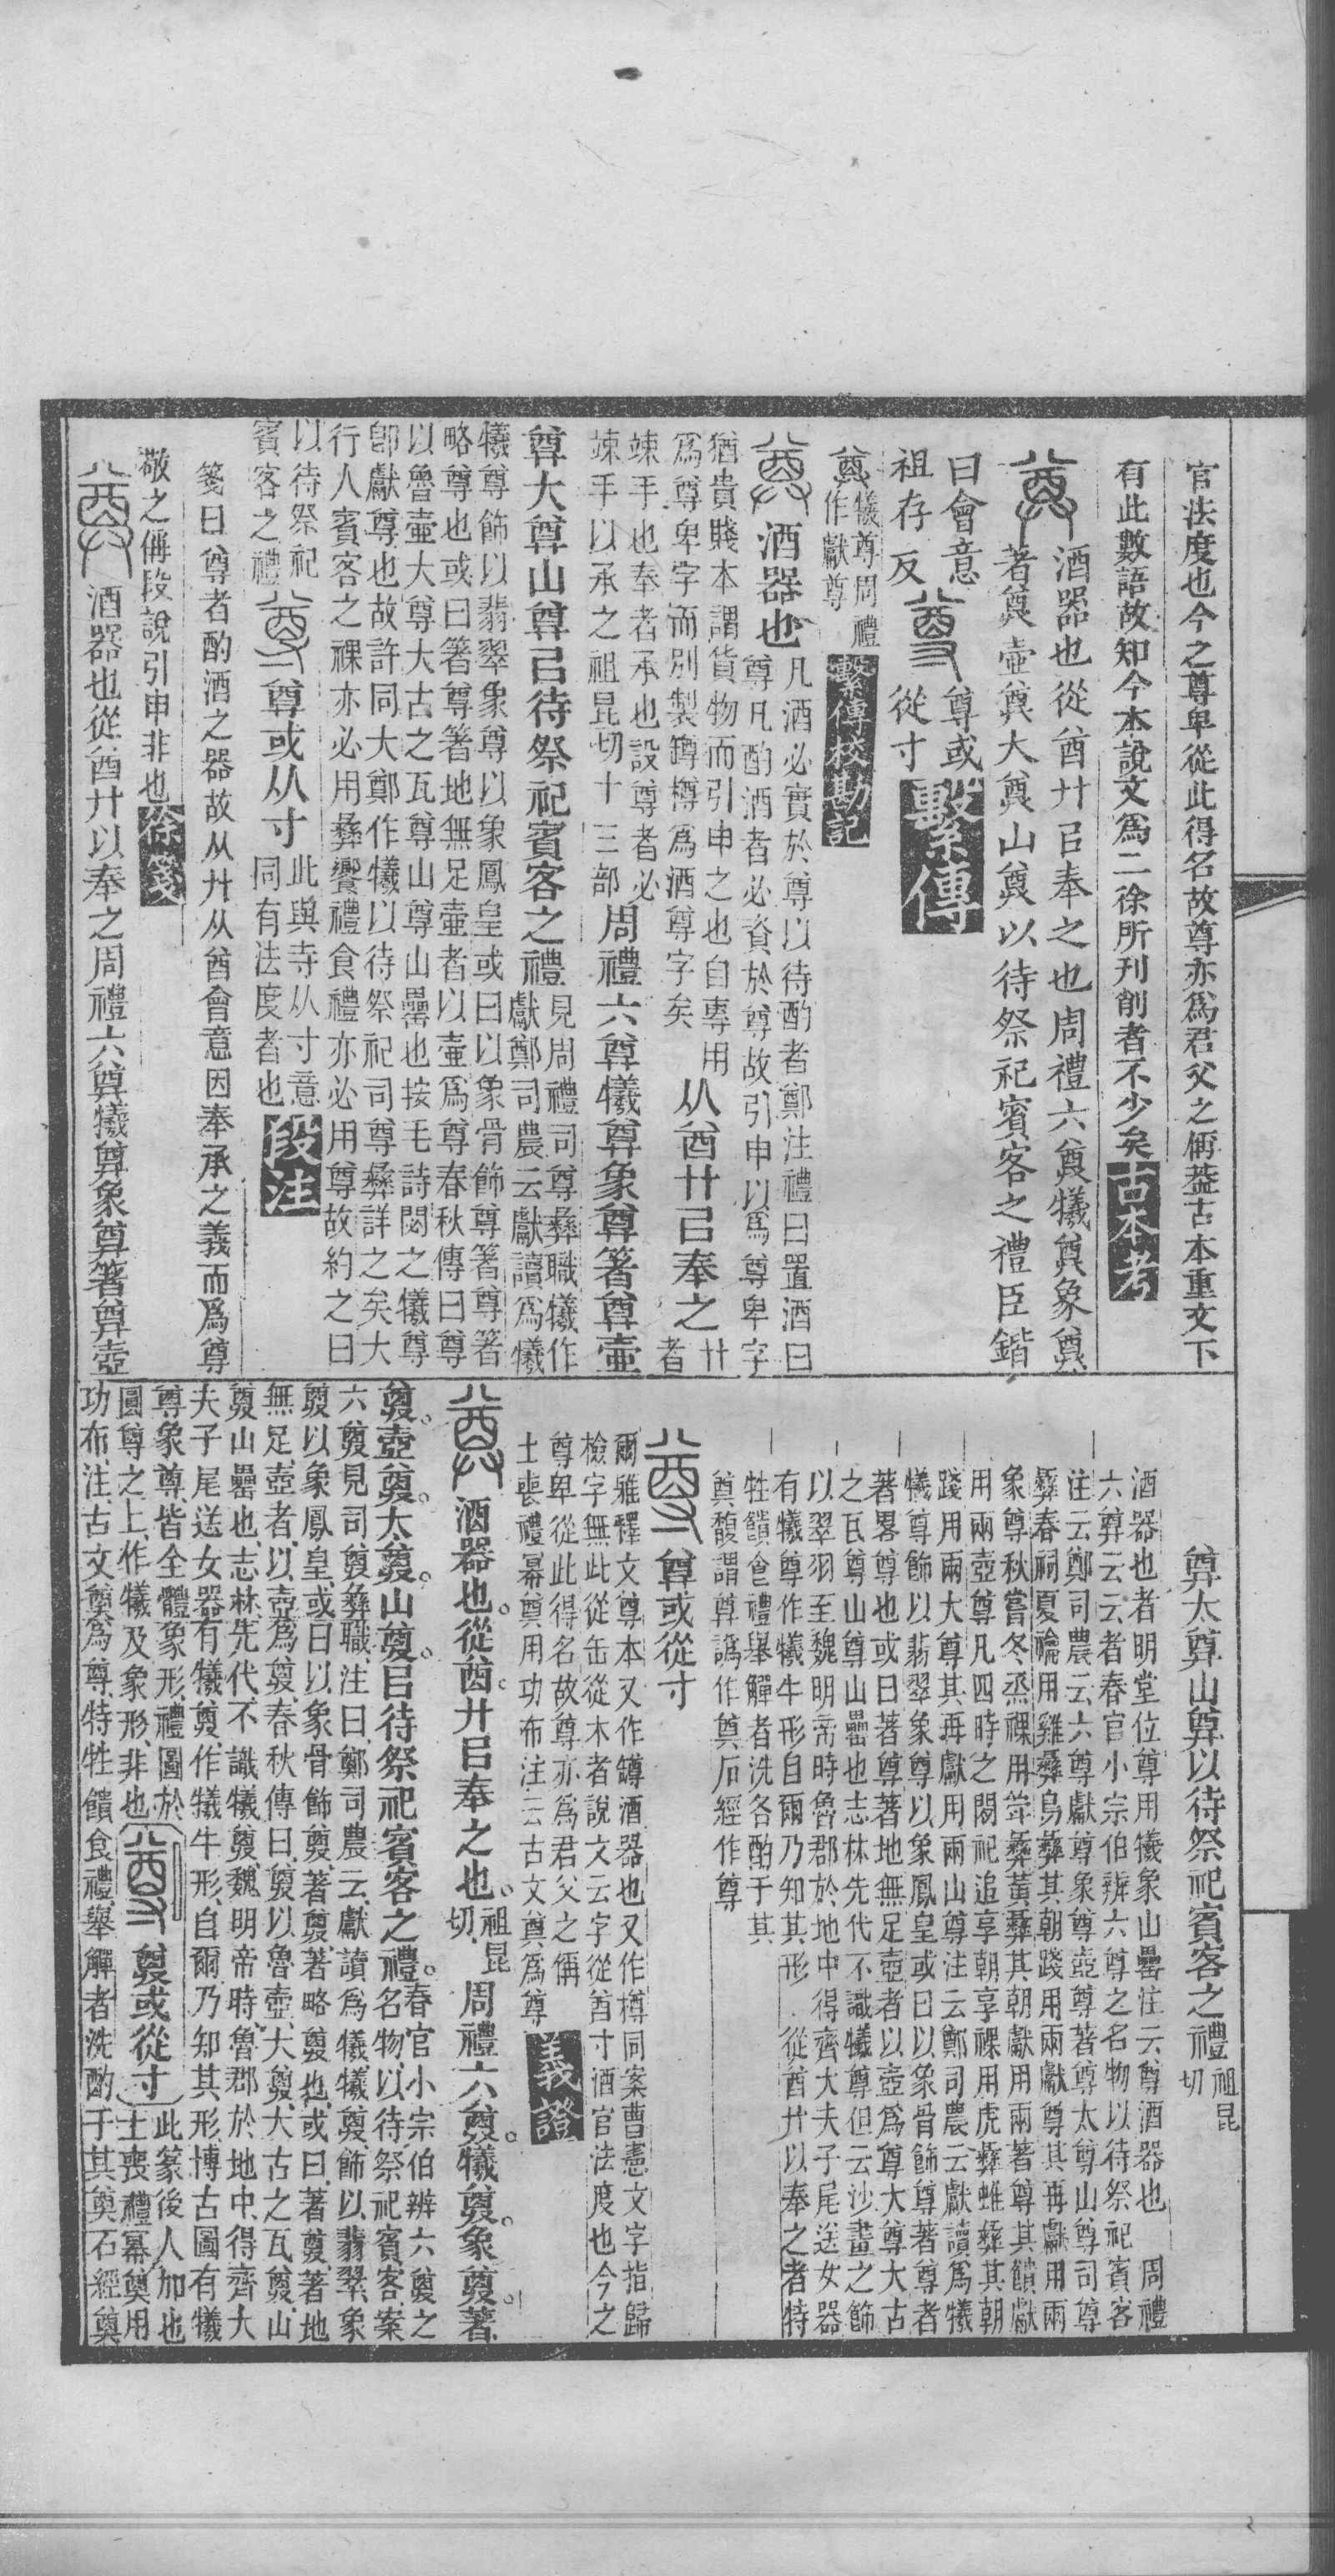 官法度也今之尊卑從此得名故尊亦爲君父之偁葢古本重文下
有此數語故知今本說文爲二徐所刋削者不少矣古本考
酒器也從酋廾㠯奉之也周禮六奠犧奠象奠
著奠壺奠大奠山奠以待祭祀賓客之禮臣鍇
曰會意
祖存反
尊或
從寸
繫傳
犧尊周禮
作獻尊
繫傳校勘記
酒器也
凡酒必實於尊以待酌者鄭注禮曰置酒曰
尊凡酌酒者必資於尊故引申以爲尊卑字
猶貴賤本謂貨物而引申之也自專用
爲尊卑字而別製罇樽爲酒尊字矣
从酋廾㠯奉之
廾者
竦手也奉者承也設尊者必
竦手以承之祖昆切十三部
周禮六尊犧尊象尊箸尊壷
尊大尊山尊㠯待祭祀賓客之禮
見周禮司尊彝職犧作
獻鄭司農云獻讀爲犧
犧尊飾以翡翠象尊以象鳳皇或曰以象骨飾尊箸尊箸
略尊也或曰箸尊箸地無足壷者以壷爲尊春秋傳曰尊
以魯壷大尊大古之瓦尊山尊山罍也按毛詩閟之犧尊
卽獻尊也故許同大鄭作犧以待祭祀司尊彝詳之矣大
行人賓客之祼亦必用彝饗禮食禮亦必用尊故約之曰
以待祭祀
賓客之禮
尊或从寸
此與寺从寸意
同有法度者也
段注
箋曰尊者酌酒之器故从廾从酋會意因奉承之義而爲尊
敬之偁段說引申非也徐箋
酒器也從酋廾以奉之周禮六尊犧尊象尊箸尊壺
尊太尊山尊以待祭祀賓客之禮
祖昆
切
酒器也者明堂位尊用犧象山罍注云尊酒器也　周禮
六尊云云者春官小宗伯辨六尊之名物以待祭祀賓客
注云鄭司農云六尊獻尊象尊壺尊著尊太尊山尊司尊
彝春祠夏禴用雞彝鳥彝其朝踐用兩獻尊其再獻用兩
象尊秋嘗冬烝祼用斝彝黃彝其朝獻用兩著尊其饋獻
用兩壺尊凡四時之閒祀追享朝享祼用虎彝蜼彝其朝
踐用兩大尊其再獻用兩山尊注云鄭司農云獻讀爲犧
犧尊飾以翡翠象尊以象鳳皇或曰以象骨飾尊著尊者
著畧尊也或曰著尊著地無足壺者以壺爲尊大尊大古
之瓦尊山尊山罍也志林先代不識犧尊但云沙畫之飾
以翠羽至魏明帝時魯郡於地中得齊大夫子尾送女器
有犧尊作犧牛形自爾乃知其形　從酋廾以奉之者特
牲饋食禮舉觶者洗各酌于其
奠馥謂尊譌作奠石經作尊
尊或從寸
爾雅釋文尊本又作罇酒器也又作樽同案曹憲文字指歸
檢字無此從缶從木者說文云字從酋寸酒官法度也今之
尊卑從此得名故尊亦爲君父之偁
士喪禮冪奠用功布注云古文奠爲尊
義證
酒器也。從酋。廾㠯奉之也。
祖昆
切
周禮六尊。犧尊。象尊。著
尊。壺尊。太尊。山尊。㠯待祭祀賓客之禮。
春官小宗伯辨六尊之
名物以待祭祀賓客、案
六尊見司尊彝職、注曰、鄭司農云、獻讀爲犧、犧尊、飾以翡翠、象
尊、以象鳳皇、或曰、以象骨飾尊、著尊、著略尊也、或曰、著尊、著地
無足、壺者、以壺爲尊、春秋傳曰、尊以魯壺、大尊、大古之瓦尊、山
尊、山罍也、志林、先代、不識犧尊、魏明帝時、魯郡於地中、得齊大
夫子尾送女器、有犧尊、作犧牛形、自爾乃知其形、博古圖有犧
尊象尊、皆全體象形、禮圖於
圓尊之上、作犧及象形、非也、
尊或從寸
此篆後人加也
士喪禮冪奠用
功布、注、古文奠爲尊、特牲饋食禮、舉觶者洗、酌于其奠石經奠